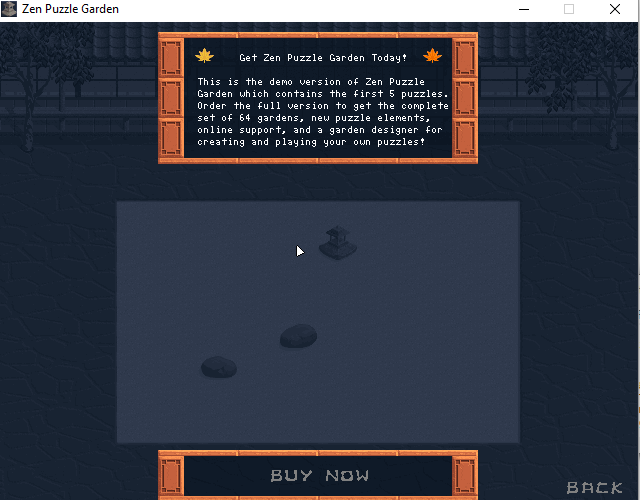 Zen Puzzle Garden
Get Zen Puzzle Garden Today!
This is the demo version of Zen Puzzle
Garden which contains the first 5 puzzles.
Order the full version to get the complete
set of 64 gardens, new puzzle elements,
online support, and a garden designer for
creating and playing your own puzzles!
BUY NOW
BACK